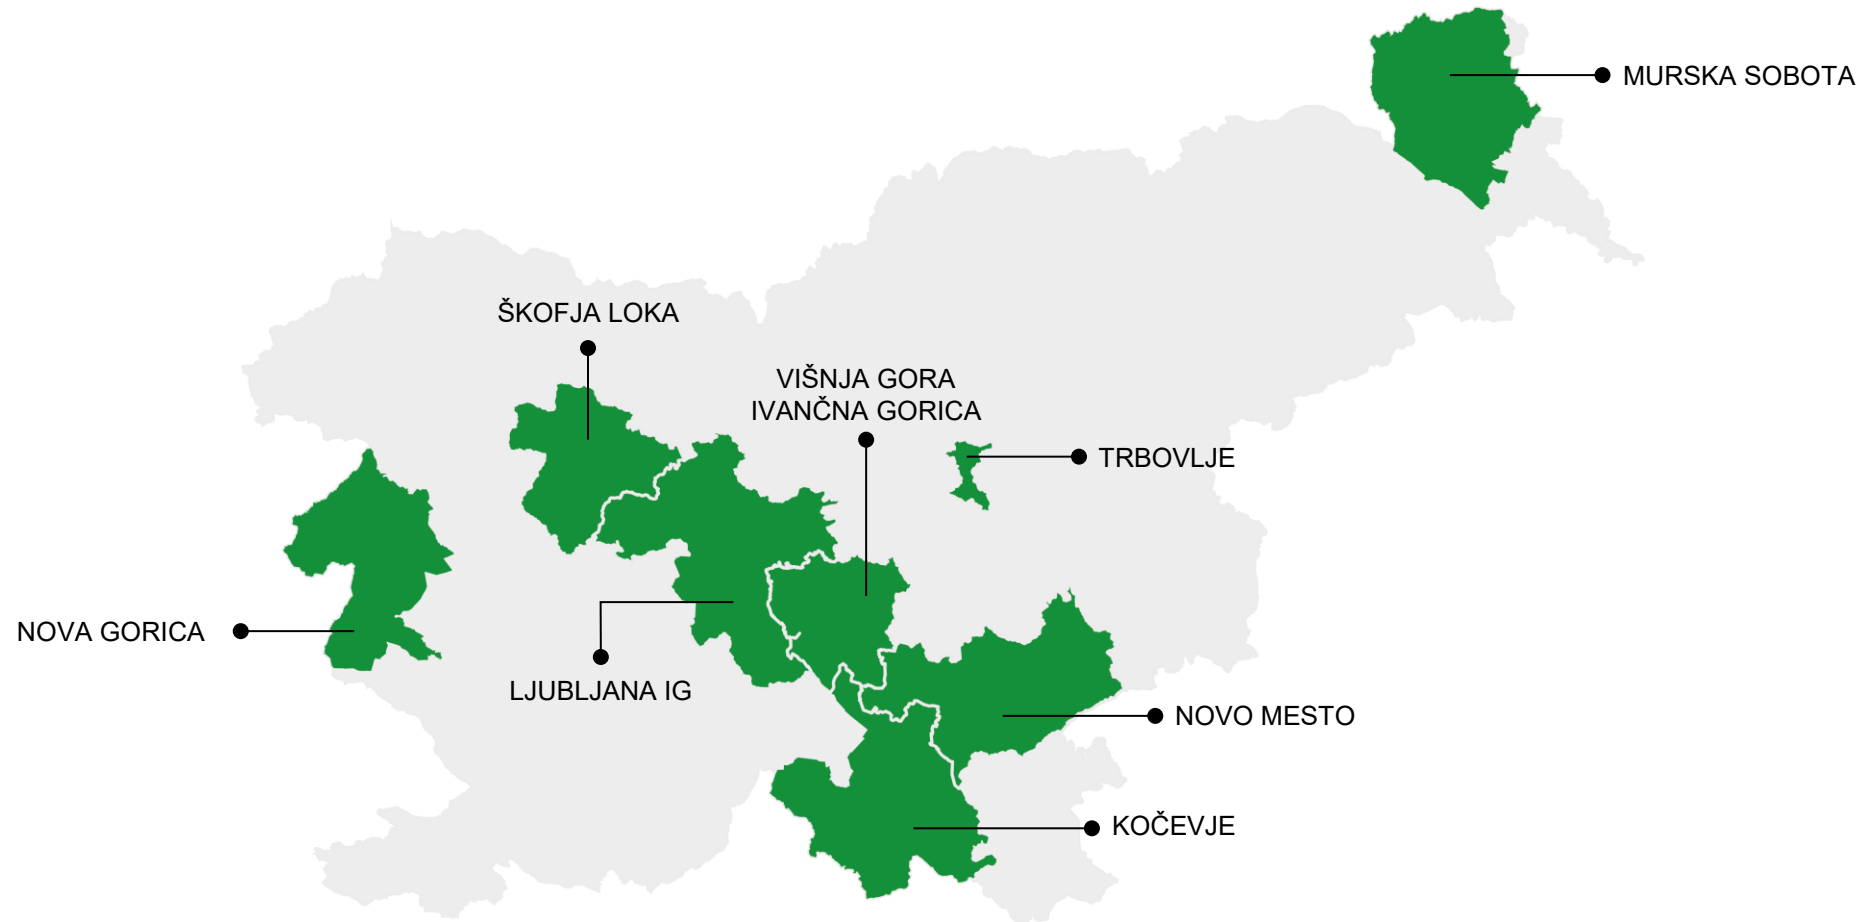 MURSKA SOBOTA
ŠKOFJA LOKA
VIŠNJA GORA
IVANČNA GORICA
TRBOVLJE
NOVA GORICA
LJUBLJANA IG
NOVO MESTO
KOČEVJE